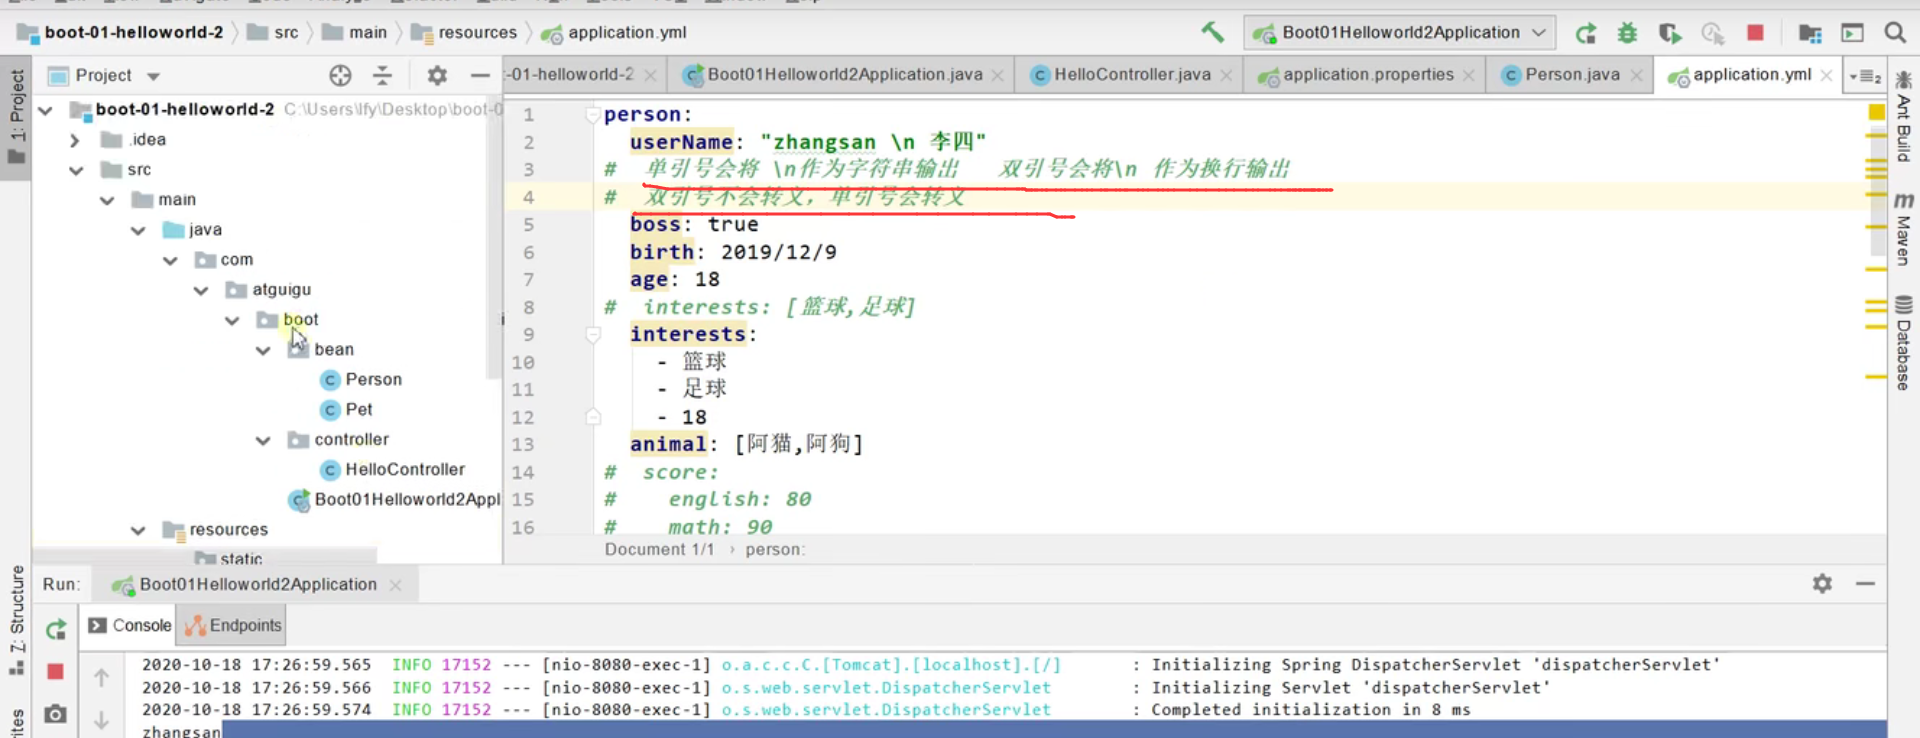 boot-01-helloworld-2 src main resources application.yml Boot01Helloworld2Application
Project
-01-helloworld-2 Boot01Helloworld2Application.java HelloController.java application.properties Person.java application.yml
1: Project
boot-01-helloworld-2 C:\Users\lfy\Desktop\boot-0
.idea
src
main
java
com
atguigu
boot
bean
Person
Pet
controller
HelloController
Boot01Helloworld2Appl
resources
static
1 person:
2 userName: "zhangsan \n 李四"
3 # 单引号会将 \n作为字符串输出 双引号会将\n 作为换行输出
4 # 双引号不会转义，单引号会转义
5 boss: true
6 birth: 2019/12/9
7 age: 18
8 # interests: [篮球,足球]
9 interests:
10 - 篮球
11 - 足球
12 - 18
13 animal: [阿猫,阿狗]
14 # score:
15 # english: 80
16 # math: 90
Document 1/1 › person:
Ant Build
Maven
Database
Run: Boot01Helloworld2Application
Z: Structure
Console Endpoints
2020-10-18 17:26:59.565 INFO 17152 --- [nio-8080-exec-1] o.a.c.c.C.[Tomcat].[localhost].[/] : Initializing Spring DispatcherServlet 'dispatcherServlet'
2020-10-18 17:26:59.566 INFO 17152 --- [nio-8080-exec-1] o.s.web.servlet.DispatcherServlet : Initializing Servlet 'dispatcherServlet'
2020-10-18 17:26:59.574 INFO 17152 --- [nio-8080-exec-1] o.s.web.servlet.DispatcherServlet : Completed initialization in 8 ms
zhangsan